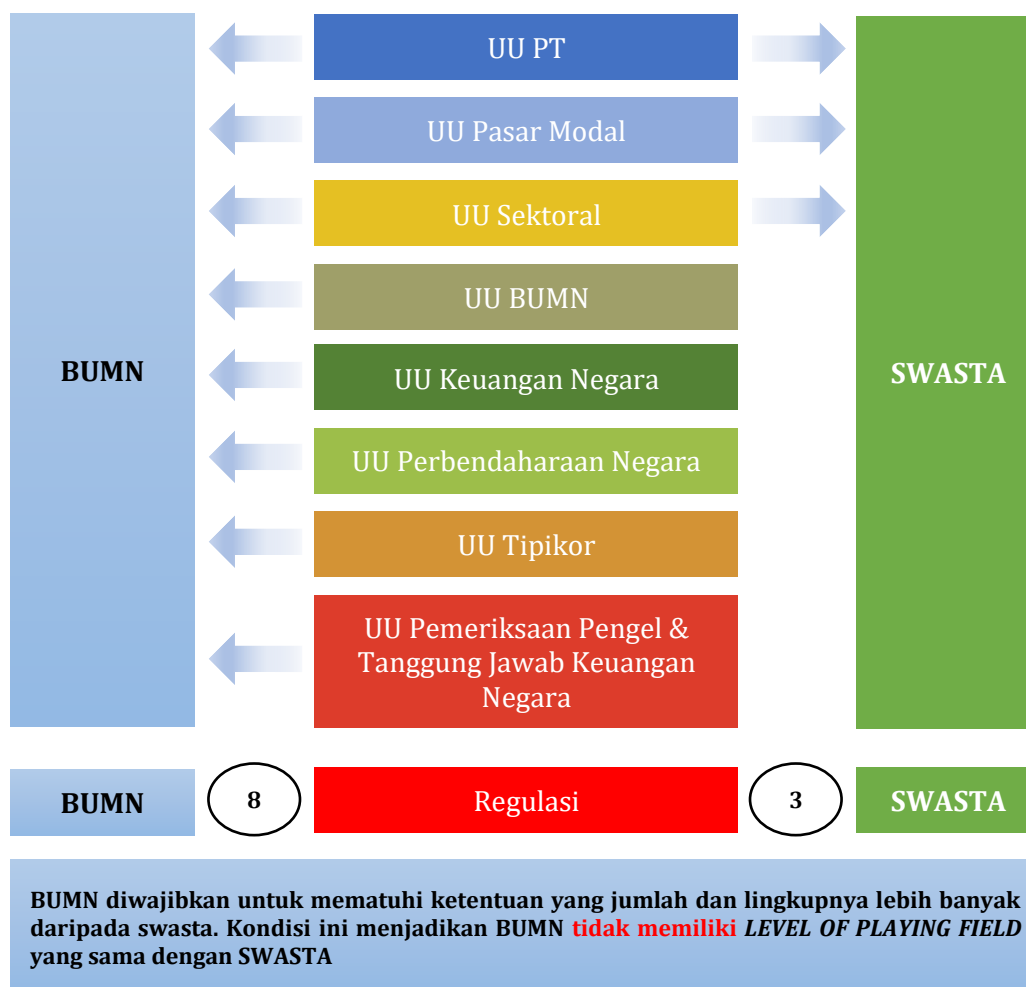 UU PT
UU Pasar Modal
UU Sektoral
UU BUMN
BUMN
UU Keuangan Negara
SWASTA
UU Perbendaharaan Negara
UU Tipikor
UU Pemeriksaan Pengel &
Tanggung Jawab Keuangan
Negara
BUMN
8
Regulasi
3
SWASTA
BUMN diwajibkan untuk mematuhi ketentuan yang jumlah dan lingkupnya lebih banyak
daripada swasta. Kondisi ini menjadikan BUMN tidak memiliki LEVEL OF PLAYING FIELD
yang sama dengan SWASTA